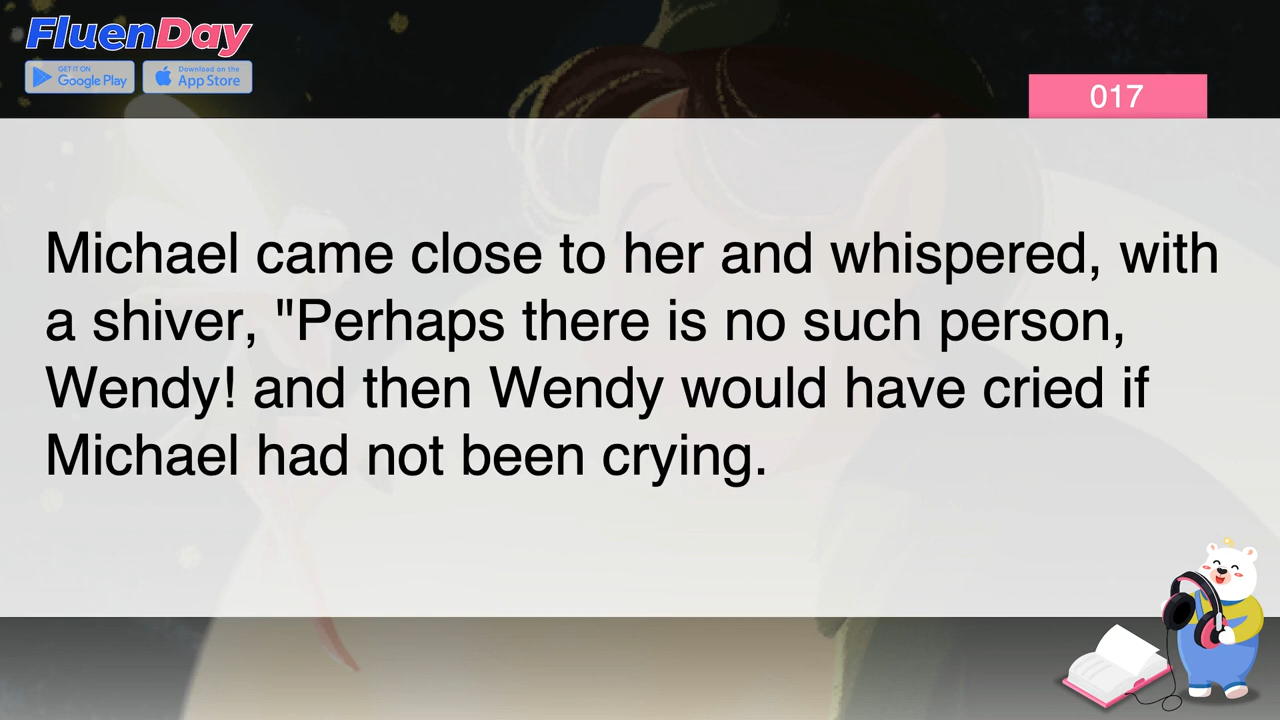 FluenDay
GET IT ON
Google Play
Download on the
App Store
017
Michael came close to her and whispered, with
a shiver, "Perhaps there is no such person,
Wendy! and then Wendy would have cried if
Michael had not been crying.